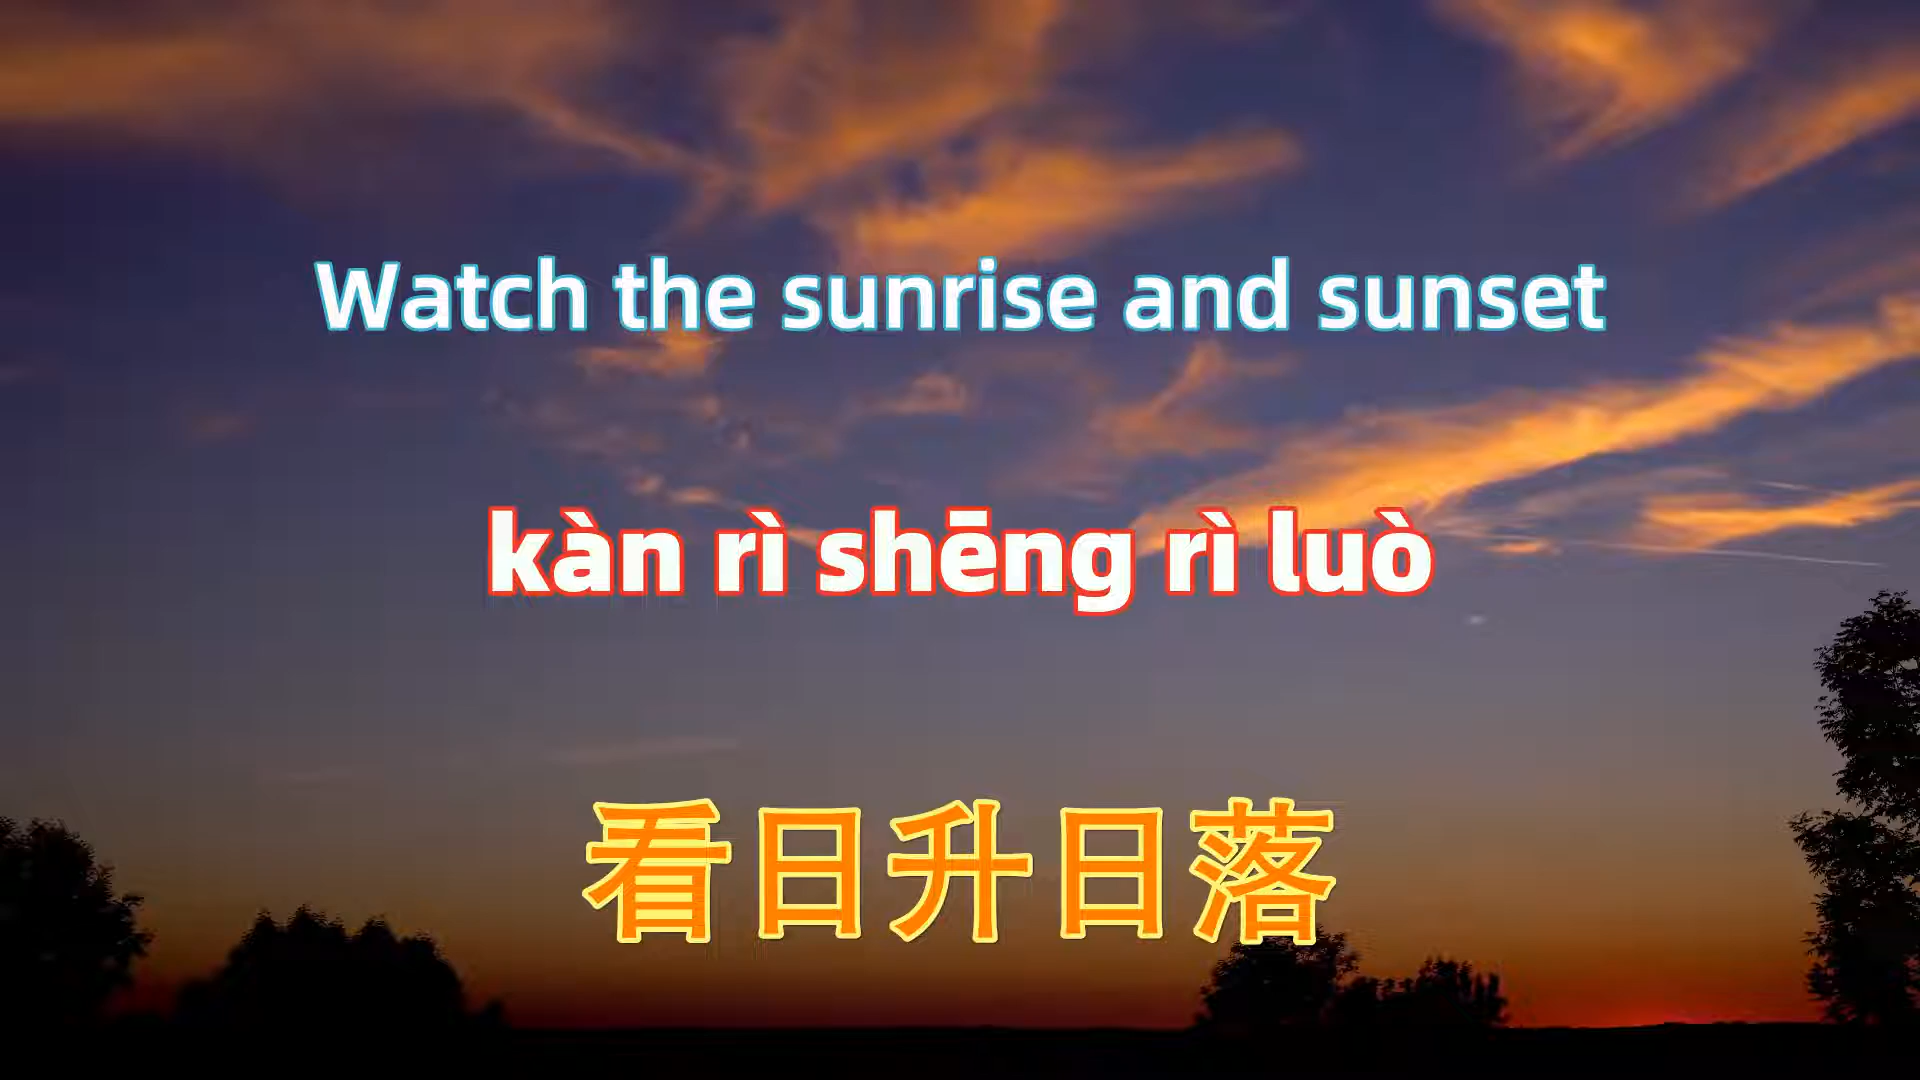 Watch the sunrise and sunset
kàn rì shēng rì luò
看日升日落